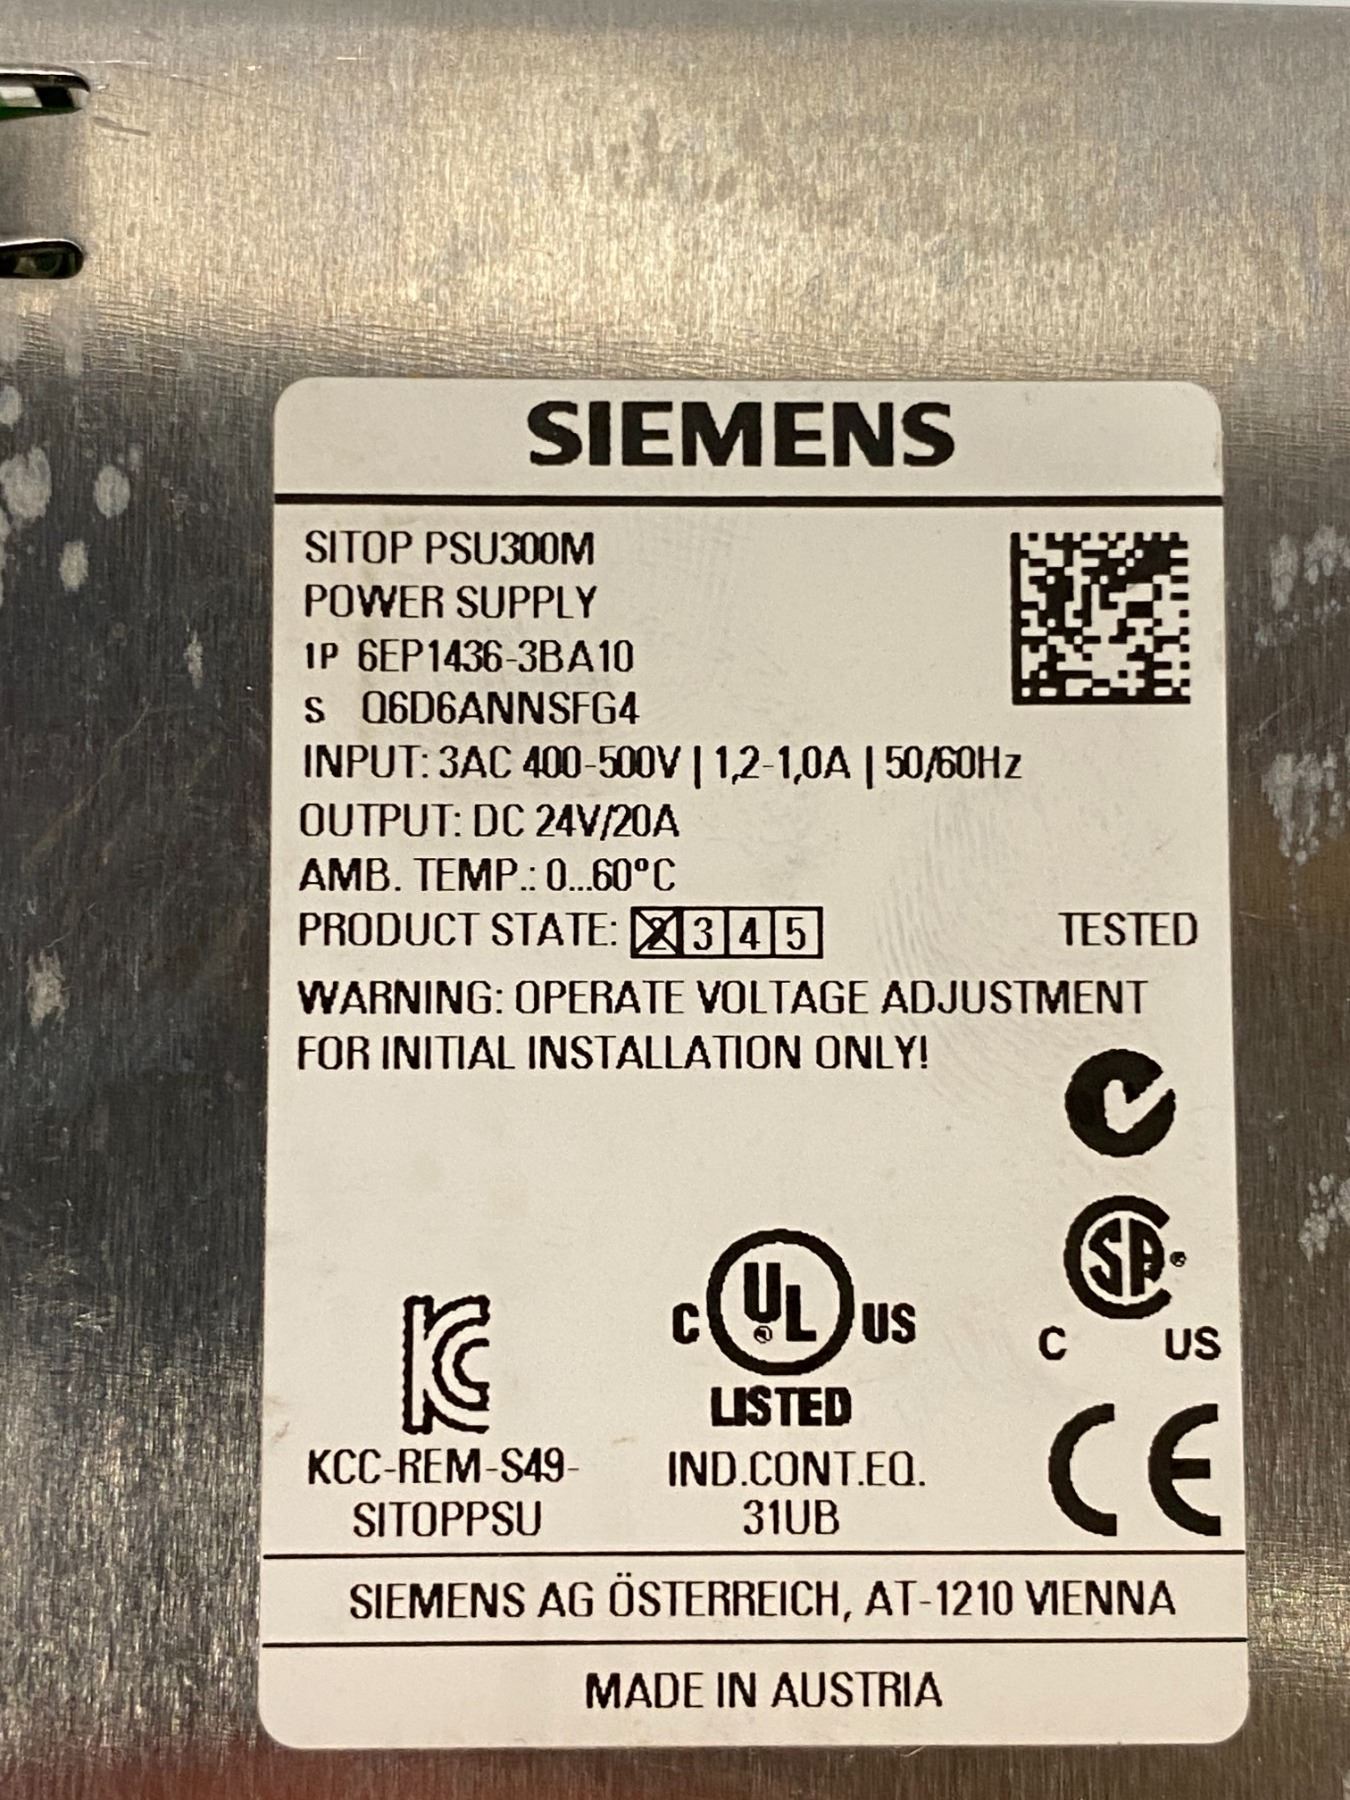 SIEMENS
SITOP PSU300M
POWER SUPPLY
1P 6EP1436-3BA10
S Q6D6ANNSFG4
INPUT: 3AC 400-500V | 1,2-1,0A | 50/60Hz
OUTPUT: DC 24V/20A
AMB. TEMP.: 0...60°C
PRODUCT STATE: 2 3 4 5 TESTED
WARNING: OPERATE VOLTAGE ADJUSTMENT
FOR INITIAL INSTALLATION ONLY!
SA ®
C US
C UL ® US
LISTED
IND.CONT.EQ.
31UB
KC
KCC-REM-S49-
SITOPPSU
CE
SIEMENS AG ÖSTERREICH, AT-1210 VIENNA
MADE IN AUSTRIA